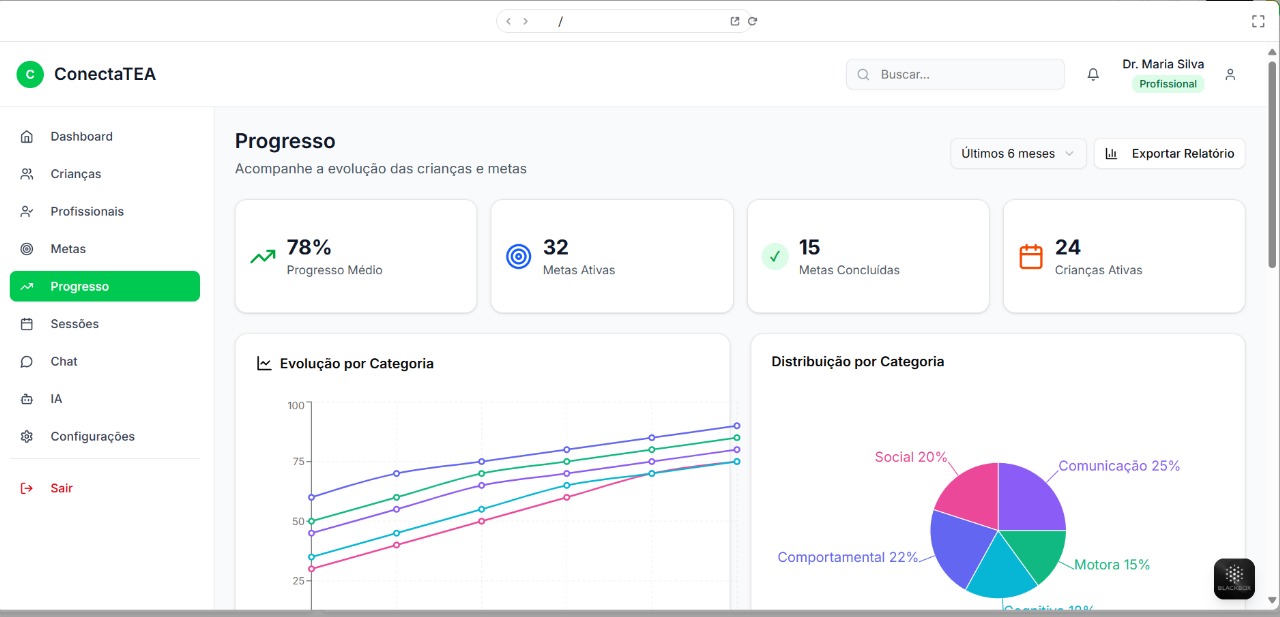 /
C ConectaTEA
Buscar...
Dr. Maria Silva
Profissional
Dashboard
Crianças
Profissionais
Metas
Progresso
Sessões
Chat
IA
Configurações
Sair
Progresso
Acompanhe a evolução das crianças e metas
Últimos 6 meses
Exportar Relatório
78%
Progresso Médio
32
Metas Ativas
15
Metas Concluídas
24
Crianças Ativas
Evolução por Categoria
100
75
50
25
Distribuição por Categoria
Social 20%
Comunicação 25%
Comportamental 22%
Motora 15%
BLACKBOX